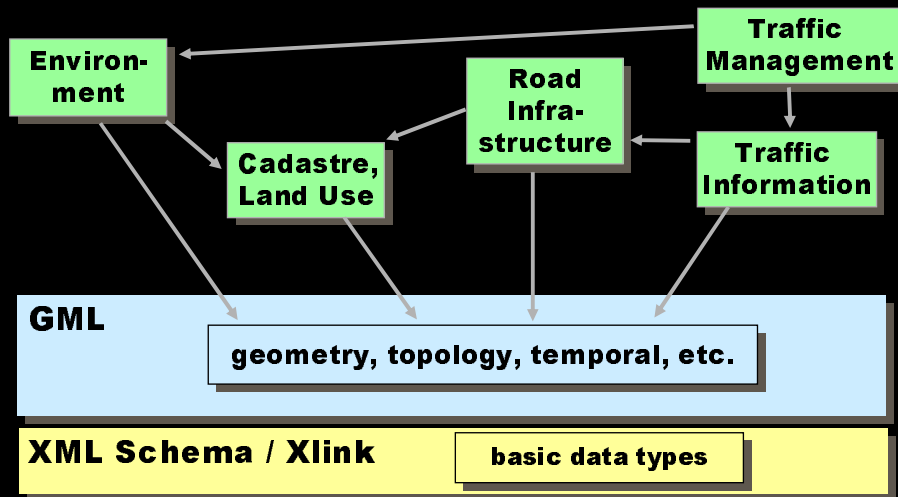 Traffic
Management
Environ-
ment
Road
Infra-
structure
Cadastre,
Land Use
Traffic
Information
GML
geometry, topology, temporal, etc.
XML Schema / Xlink
basic data types